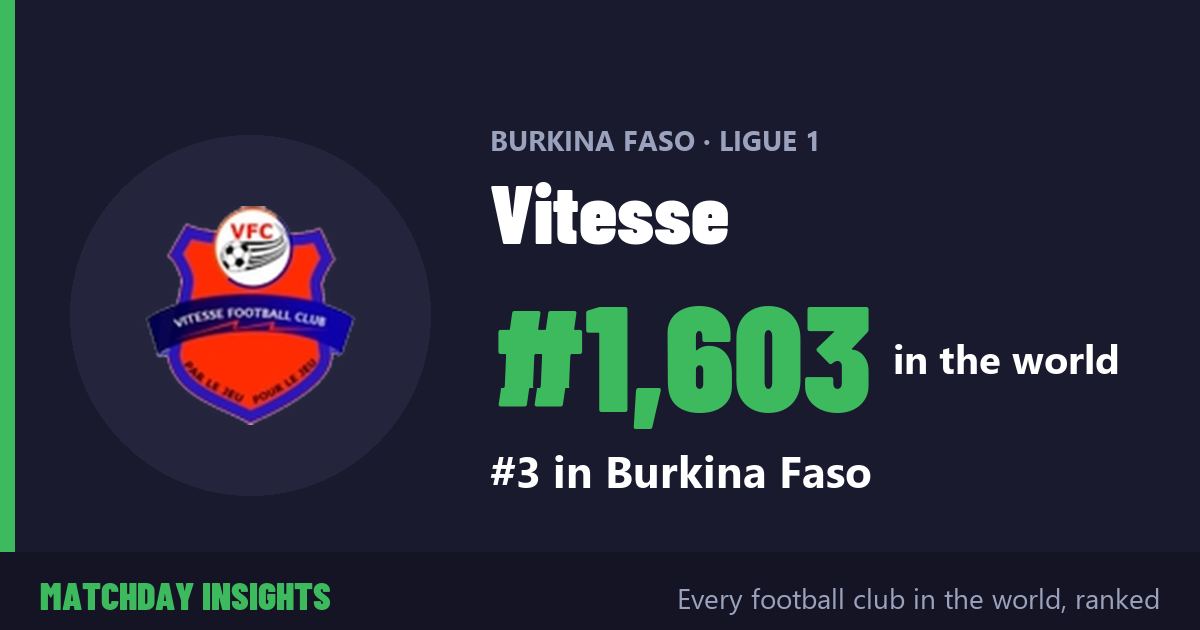 BURKINA FASO · LIGUE 1
Vitesse
VFC
VITESSE FOOTBALL CLUB
PAR LE JEU POUR LE JEU
#1,603 in the world
#3 in Burkina Faso
MATCHDAY INSIGHTS
Every football club in the world, ranked